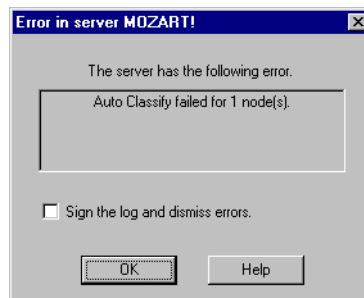 Error in server MOZART!
The server has the following error.
Auto Classify failed for 1 node(s).
Sign the log and dismiss errors.
OK
Help